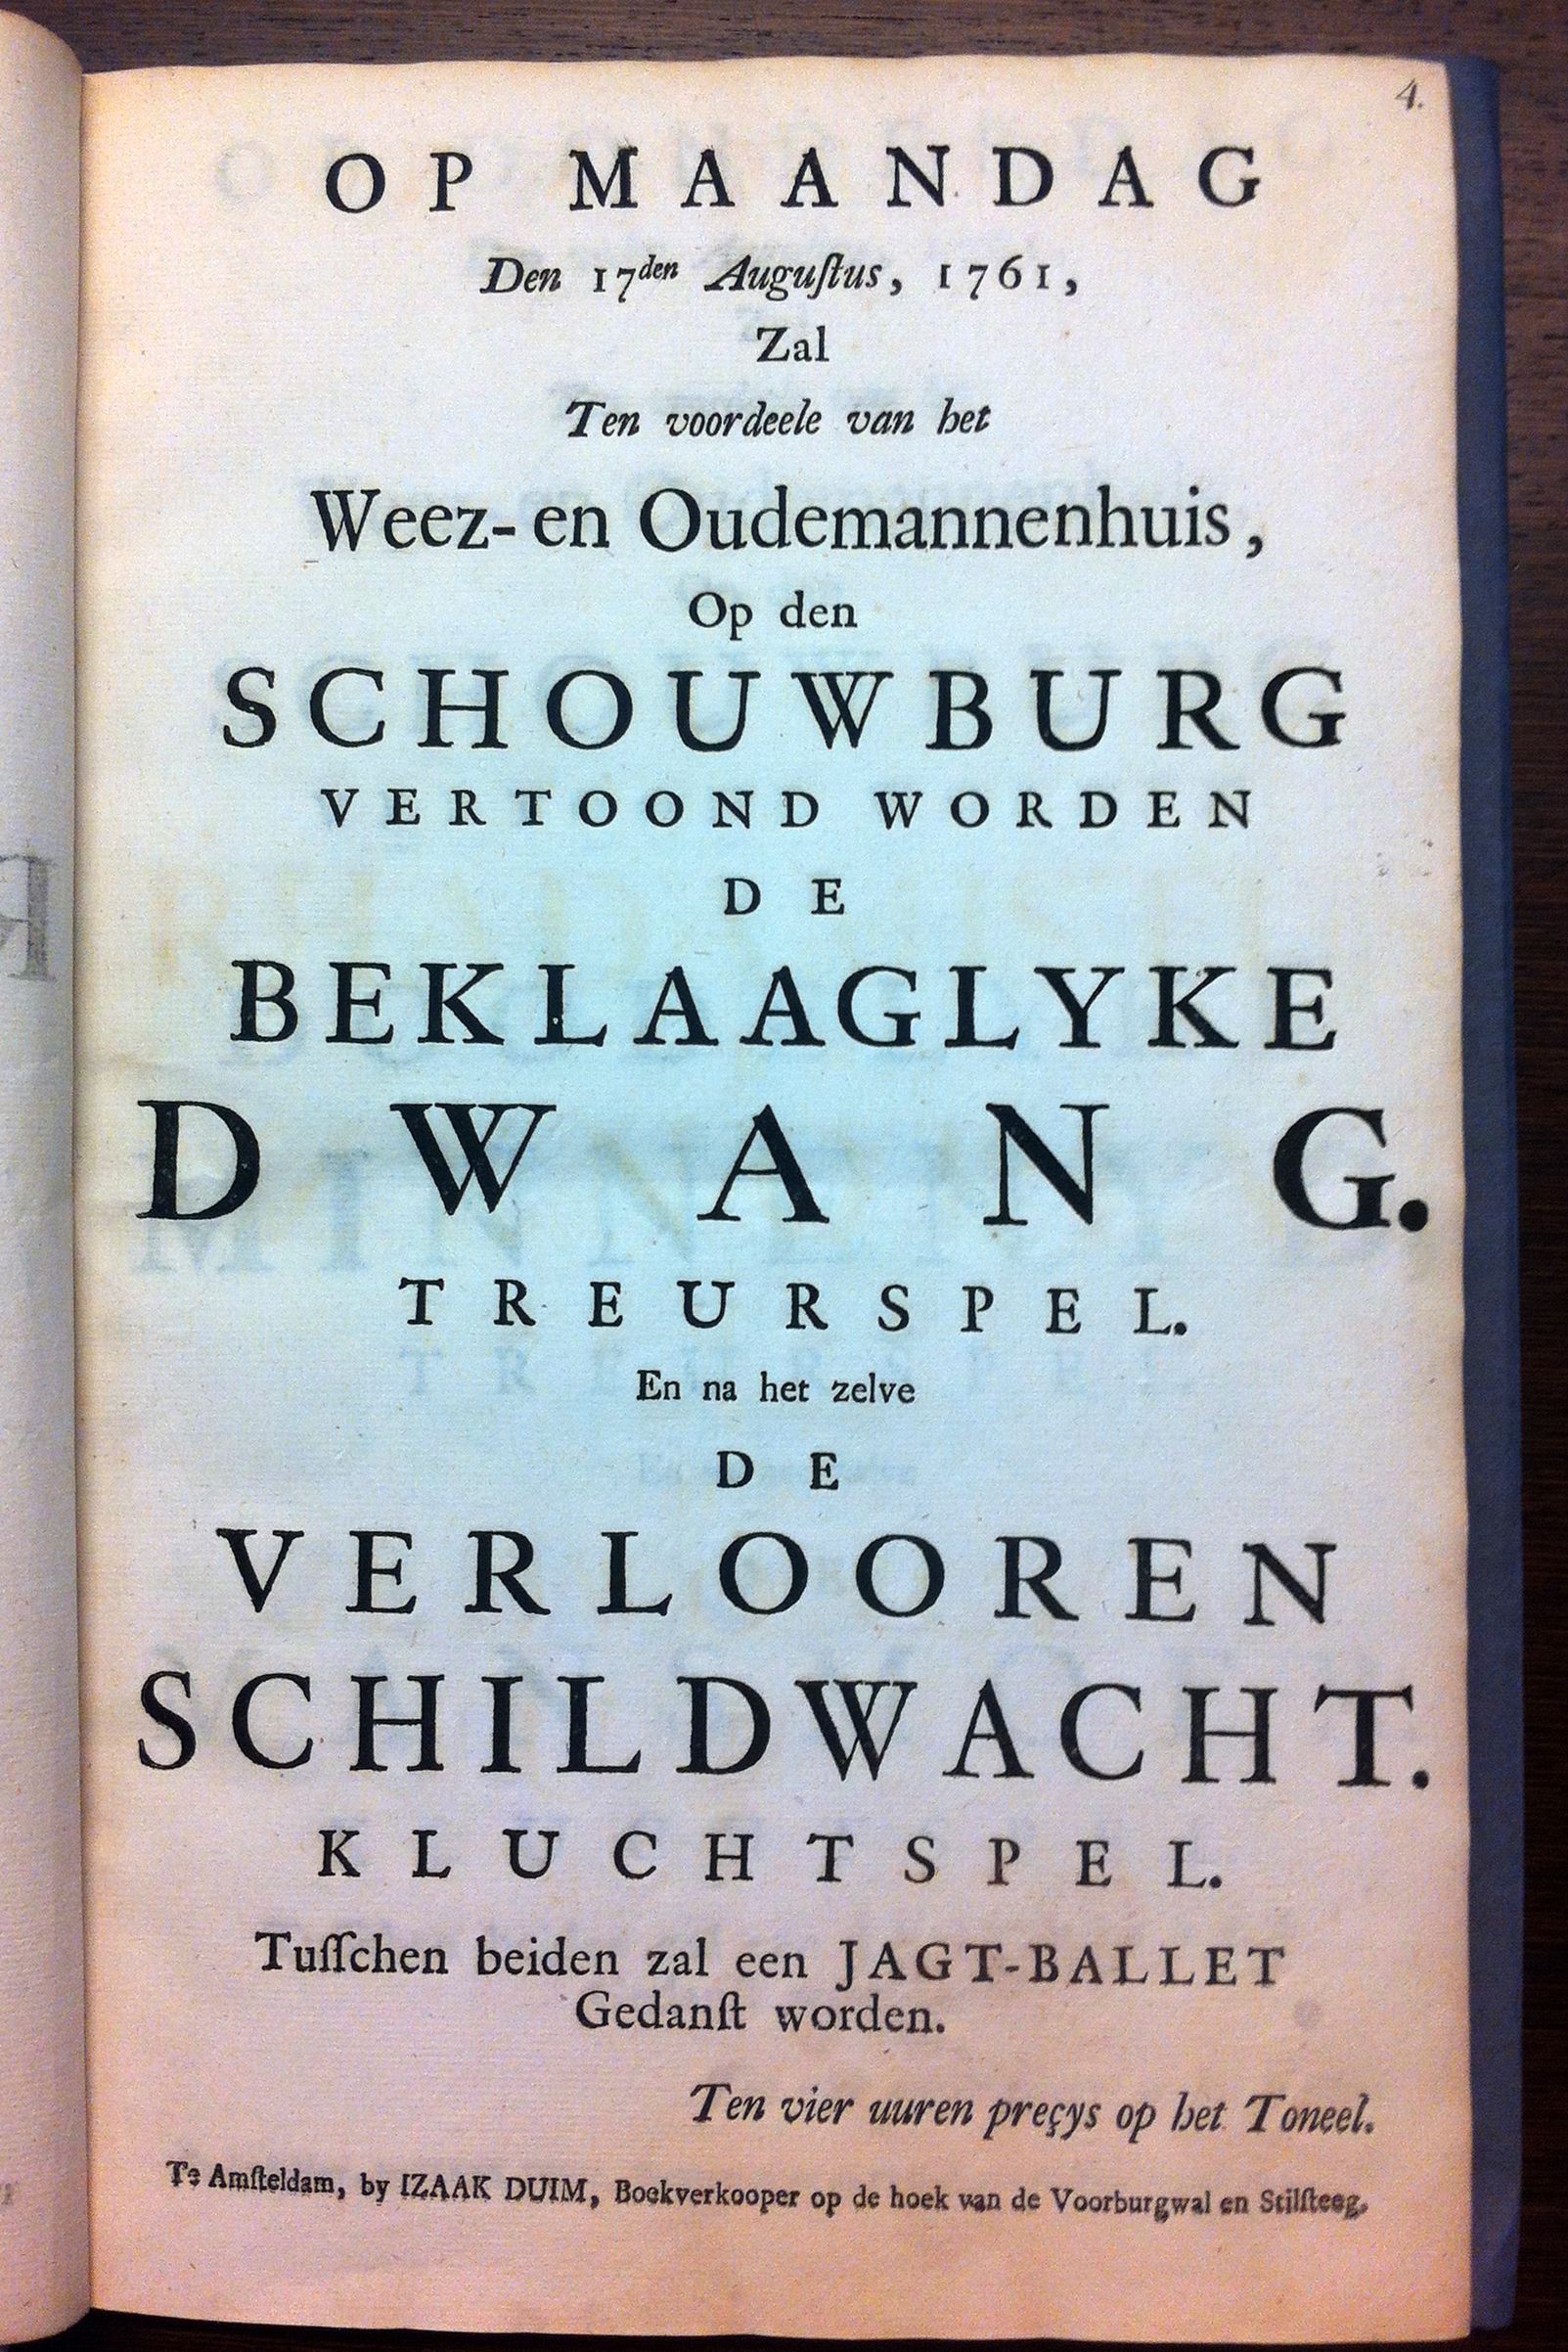 4.
OP MAANDAG
Den 17den Auguſtus, 1761,
Zal
Ten voordeele van het
Weez- en Oudemannenhuis,
Op den
SCHOUWBURG
VERTOOND WORDEN
DE
BEKLAAGLYKE
DWANG.
TREURSPEL.
En na het zelve
DE
VERLOOREN
SCHILDWACHT.
KLUCHTSPEL.
Tuſſchen beiden zal een JAGT-BALLET
Gedanſt worden.
Ten vier uuren preçys op het Toneel.
Te Amſteldam, by IZAAK DUIM, Boekverkooper op de hoek van de Voorburgwal en Stilſteeg.